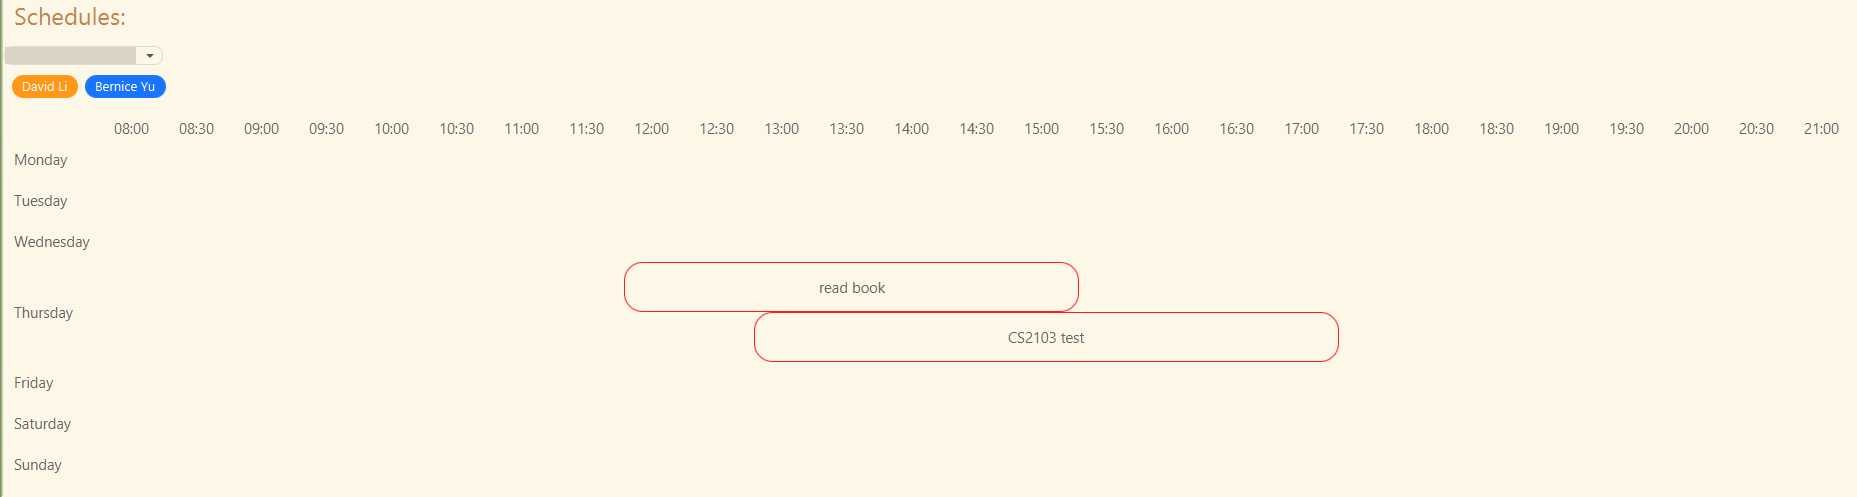 Schedules:
David Li Bernice Yu
08:00 08:30 09:00 09:30 10:00 10:30 11:00 11:30 12:00 12:30 13:00 13:30 14:00 14:30 15:00 15:30 16:00 16:30 17:00 17:30 18:00 18:30 19:00 19:30 20:00 20:30 21:00
Monday
Tuesday
Wednesday
read book
Thursday
CS2103 test
Friday
Saturday
Sunday